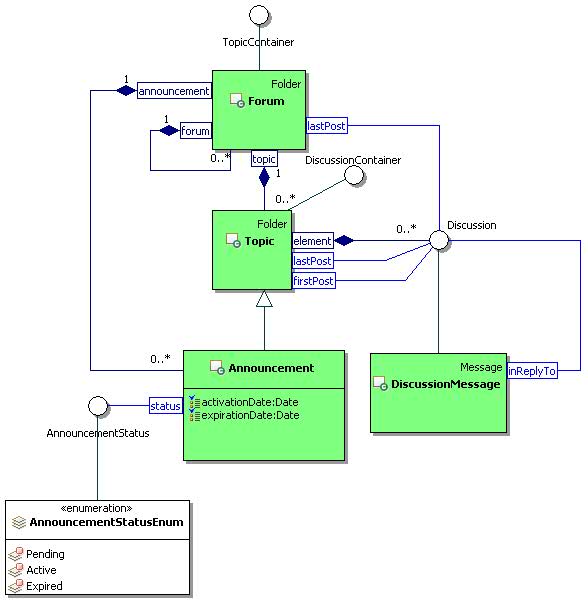 TopicContainer
1
announcement
Folder
Forum
1
forum
lastPost
0..*
topic
DiscussionContainer
1
0..*
Folder
Topic
0..*
Discussion
element
lastPost
firstPost
0..*
Announcement
Message
DiscussionMessage
inReplyTo
activationDate:Date
expirationDate:Date
status
AnnouncementStatus
«enumeration»
AnnouncementStatusEnum
Pending
Active
Expired